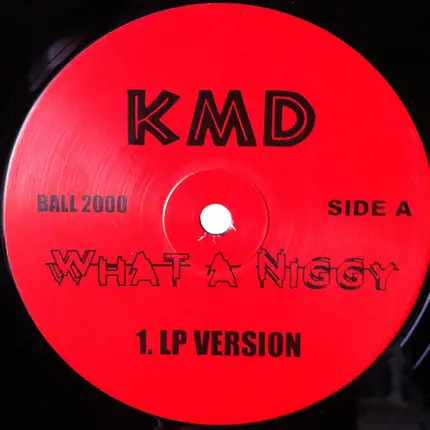 KMD
BALL 2000
SIDE A
WHAT A NIGGY
1. LP VERSION